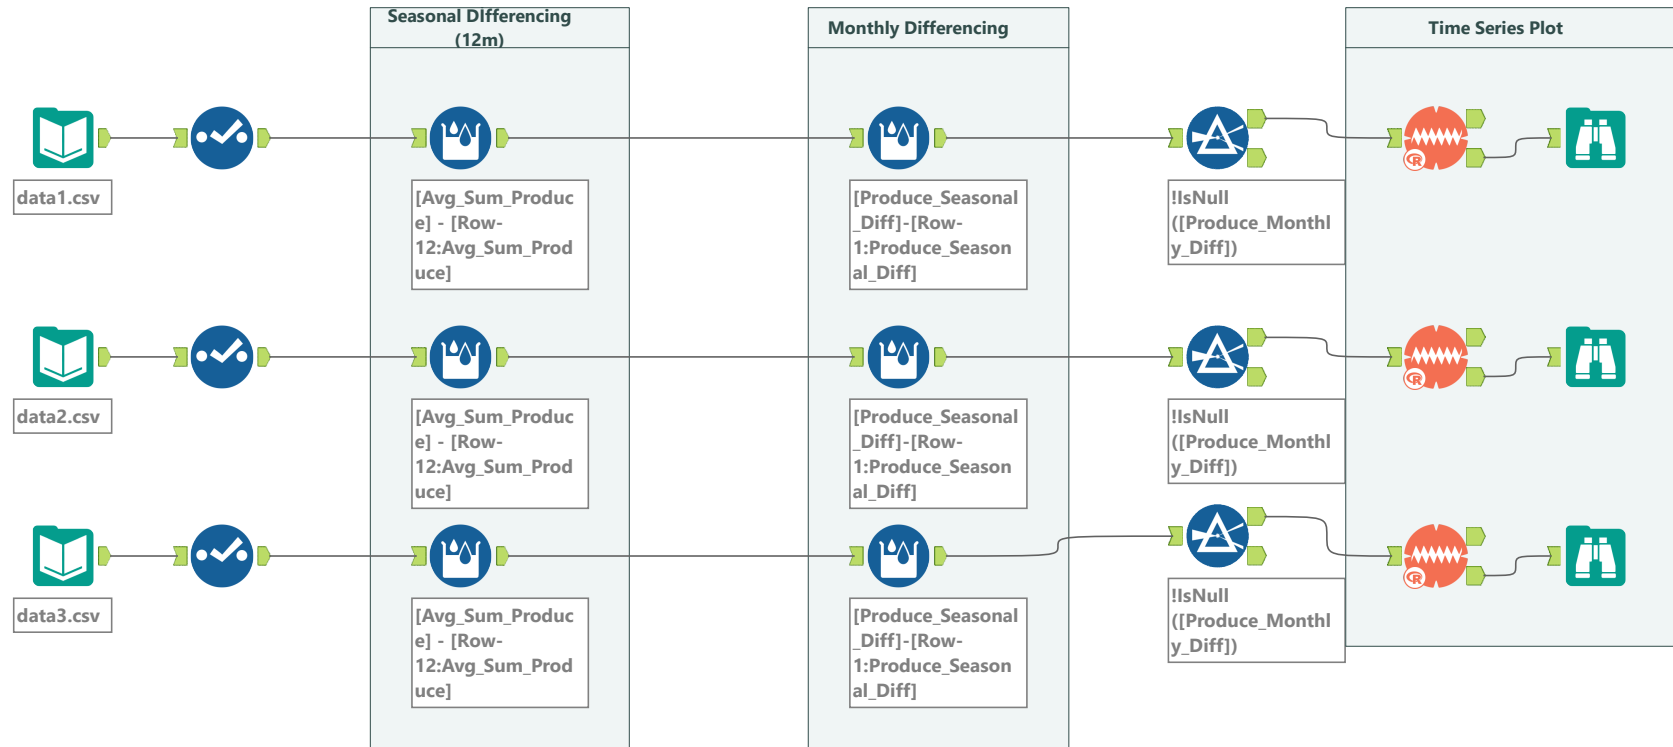 Seasonal DIfferencing
(12m)
Monthly Differencing
Time Series Plot
data1.csv
[Avg_Sum_Produc
e] - [Row-
12:Avg_Sum_Prod
uce]
[Produce_Seasonal
_Diff]-[Row-
1:Produce_Season
al_Diff]
!IsNull
([Produce_Monthl
y_Diff])
R
data2.csv
[Avg_Sum_Produc
e] - [Row-
12:Avg_Sum_Prod
uce]
[Produce_Seasonal
_Diff]-[Row-
1:Produce_Season
al_Diff]
!IsNull
([Produce_Monthl
y_Diff])
R
data3.csv
[Avg_Sum_Produc
e] - [Row-
12:Avg_Sum_Prod
uce]
[Produce_Seasonal
_Diff]-[Row-
1:Produce_Season
al_Diff]
!IsNull
([Produce_Monthl
y_Diff])
R